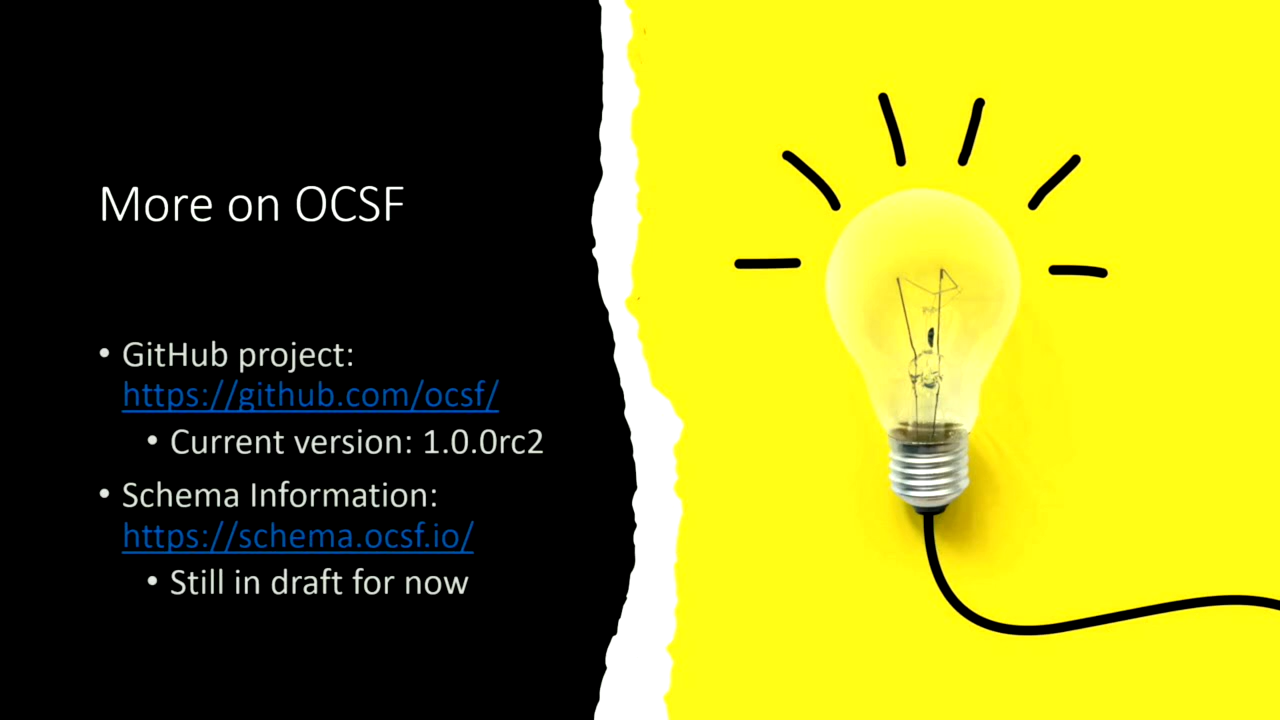 More on OCSF
• GitHub project:
https://github.com/ocsf/
• Current version: 1.0.0rc2
• Schema Information:
https://schema.ocsf.io/
• Still in draft for now